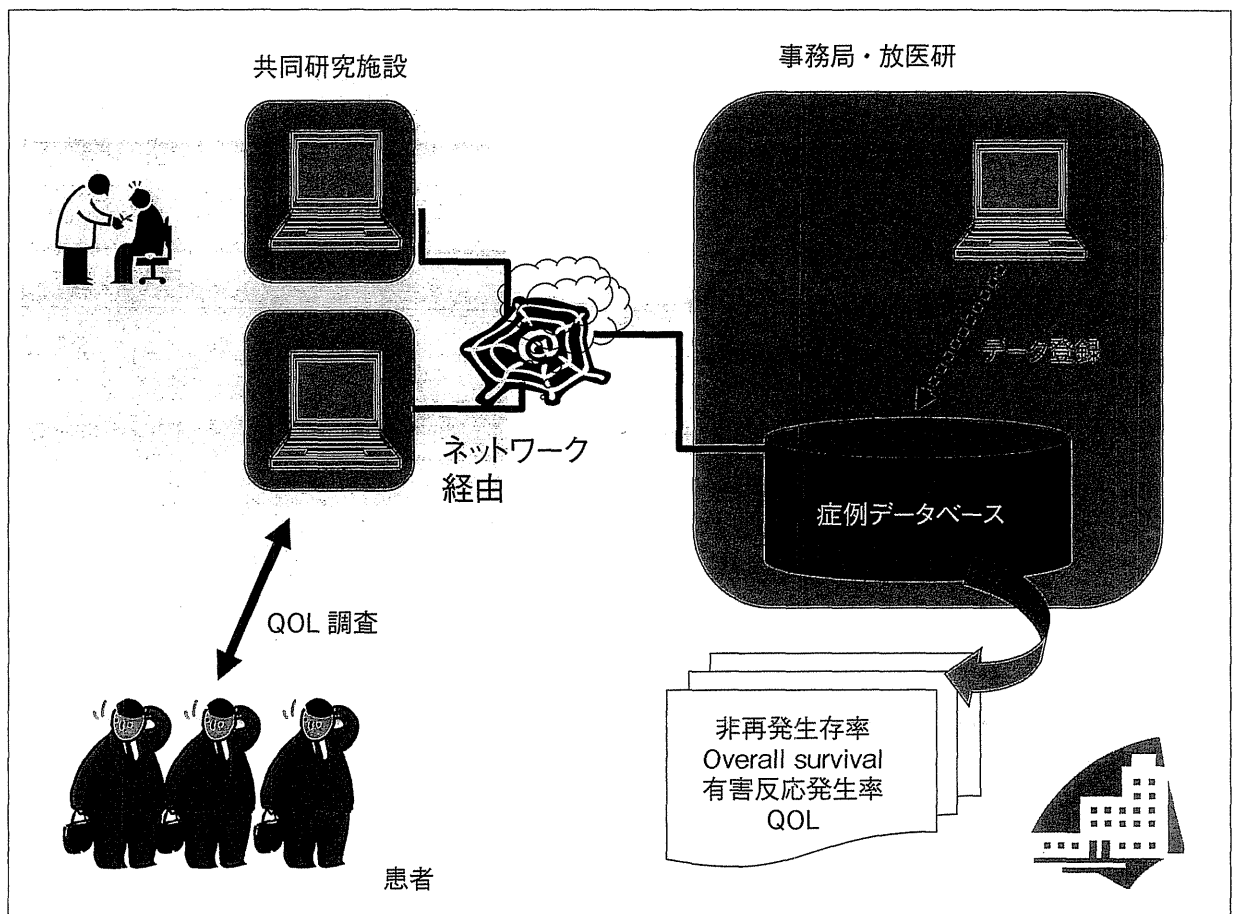 共同研究施設
事務局・放医研
データ登録
ネットワーク
経由
症例データベース
QOL 調査
非再発生存率
Overall survival
有害反応発生率
QOL
患者